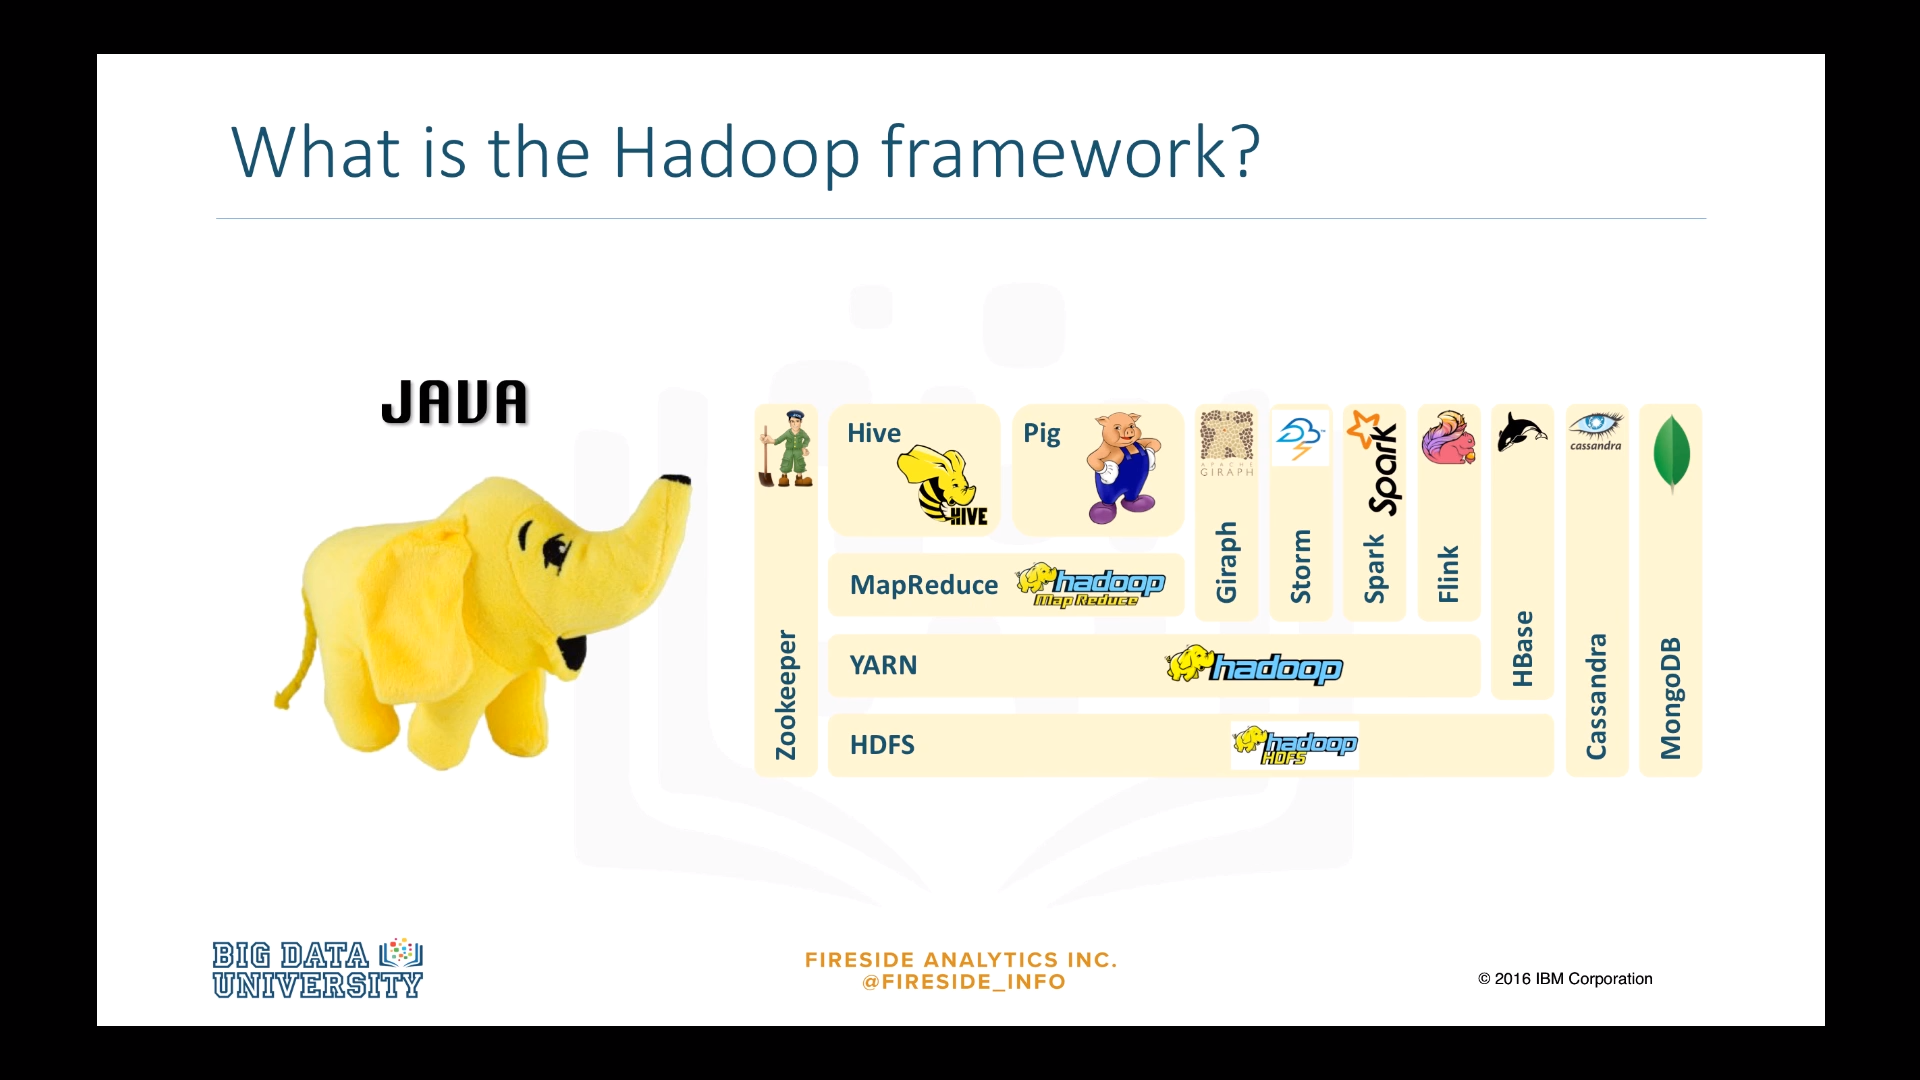 What is the Hadoop framework?
JAVA
Zookeeper
Hive
HIVE
Pig
APACHE
GIRAPH
Giraph
Storm
Spark
Spark
Flink
HBase
cassandra
Cassandra
MongoDB
MapReduce
hadoop
Map Reduce
YARN
hadoop
HDFS
hadoop
HDFS
BIG DATA
UNIVERSITY
FIRESIDE ANALYTICS INC.
@FIRESIDE_INFO
© 2016 IBM Corporation